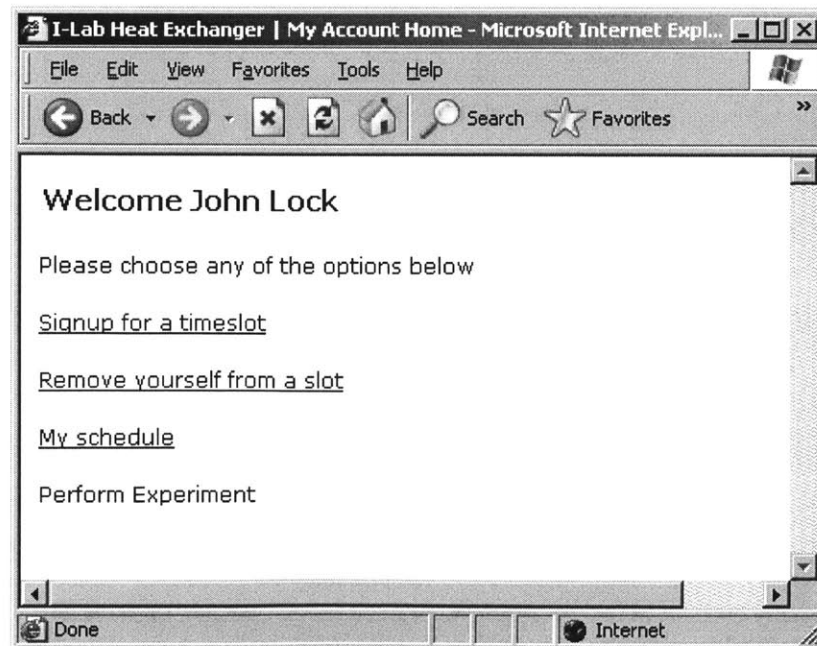 I-Lab Heat Exchanger | My Account Home - Microsoft Internet Expl...
File Edit View Favorites Tools Help
Back Search Favorites »
Welcome John Lock
Please choose any of the options below
Signup for a timeslot
Remove yourself from a slot
My schedule
Perform Experiment
Done Internet